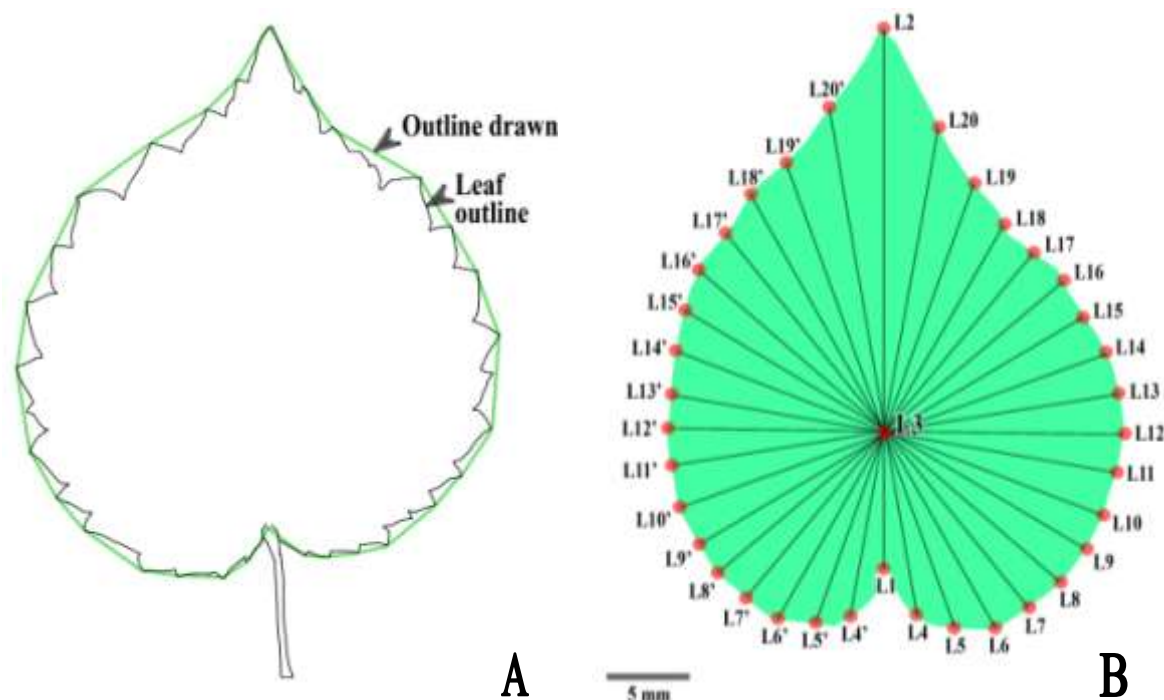 Outline drawn
Leaf
outline
A
L2
L20'
L20
L19'
L19
L18'
L18
L17'
L17
L16'
L16
L15'
L15
L14'
L14
L13'
L13
L3
L12'
L12
L11'
L11
L10'
L10
L9'
L9
L1
L8'
L8
L7'
L7
L6'
L5'
L4'
L4
L5
L6
5 mm
B